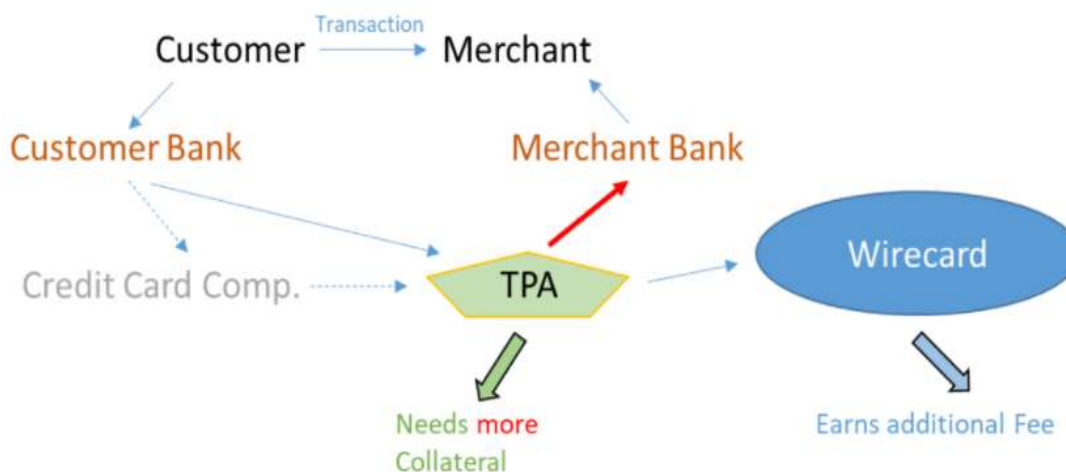 Transaction
Customer
Merchant
Customer Bank
Merchant Bank
Wirecard
Credit Card Comp.
TPA
Needs more
Collateral
Earns additional Fee